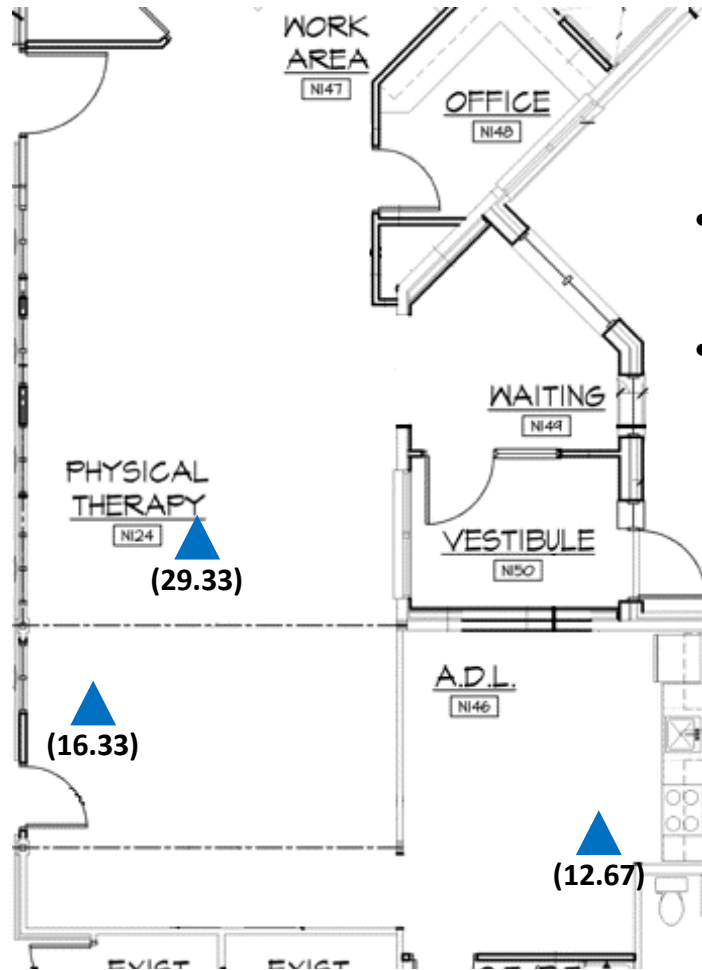 WORK
AREA
N147
OFFICE
N148
•
•
WAITING
N149
PHYSICAL
THERAPY
N124
(29.33)
VESTIBULE
N150
A.D.L.
N146
(16.33)
(12.67)
EXIST
EXIST